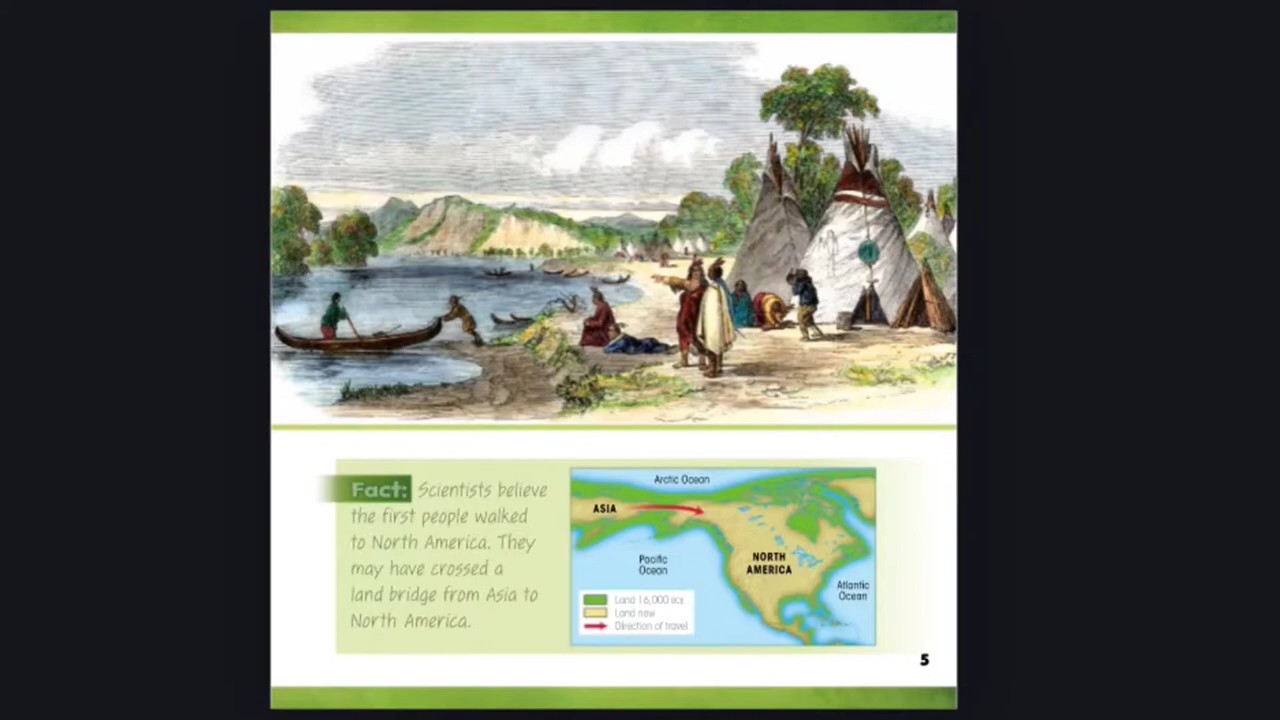 Fact: Scientists believe
the first people walked
to North America. They
may have crossed a
land bridge from Asia to
North America.
Arctic Ocean
ASIA
Pacific
Ocean
NORTH
AMERICA
Atlantic
Ocean
Land 16,000 BCE
Land now
Direction of travel
5